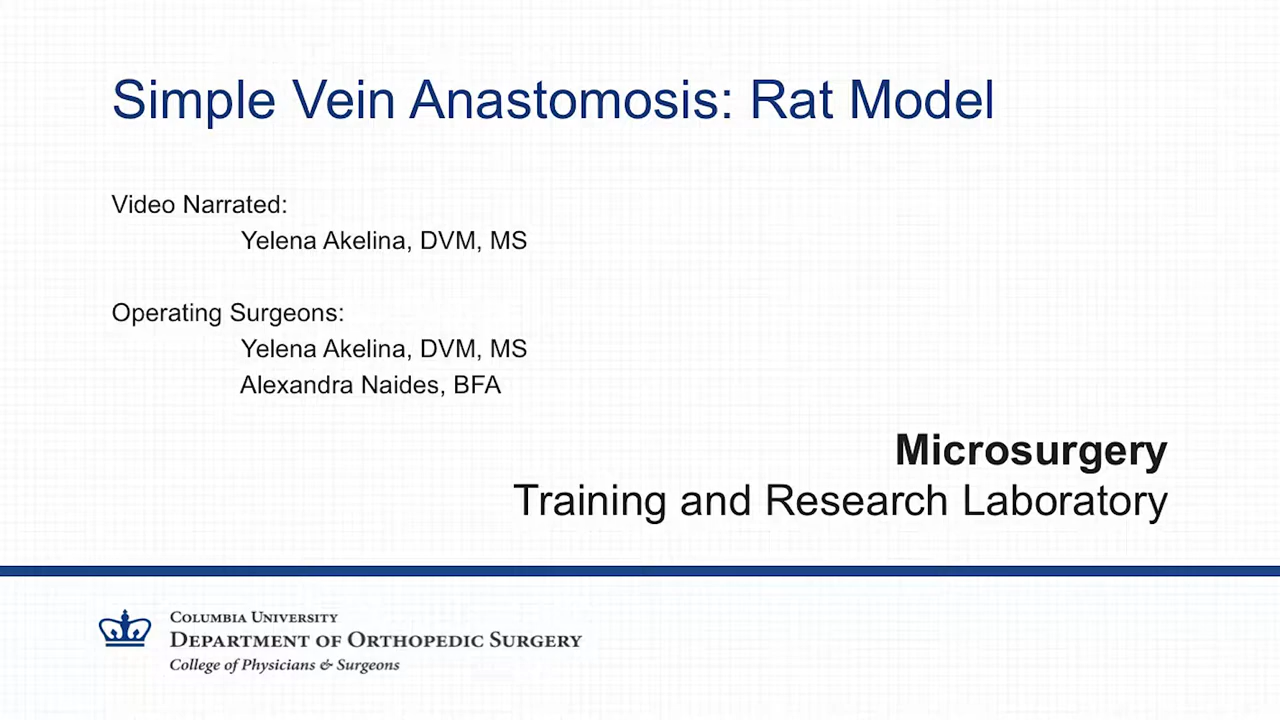 Simple Vein Anastomosis: Rat Model
Video Narrated:
Yelena Akelina, DVM, MS
Operating Surgeons:
Yelena Akelina, DVM, MS
Alexandra Naides, BFA
Microsurgery
Training and Research Laboratory
COLUMBIA UNIVERSITY
DEPARTMENT OF ORTHOPEDIC SURGERY
College of Physicians & Surgeons